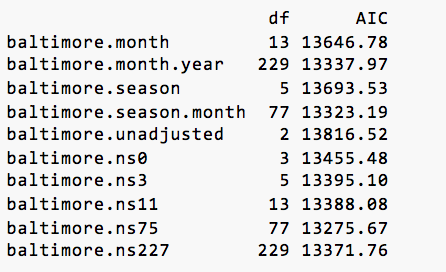 df AIC
baltimore.month 13 13646.78
baltimore.month.year 229 13337.97
baltimore.season 5 13693.53
baltimore.season.month 77 13323.19
baltimore.unadjusted 2 13816.52
baltimore.ns0 3 13455.48
baltimore.ns3 5 13395.10
baltimore.ns11 13 13388.08
baltimore.ns75 77 13275.67
baltimore.ns227 229 13371.76